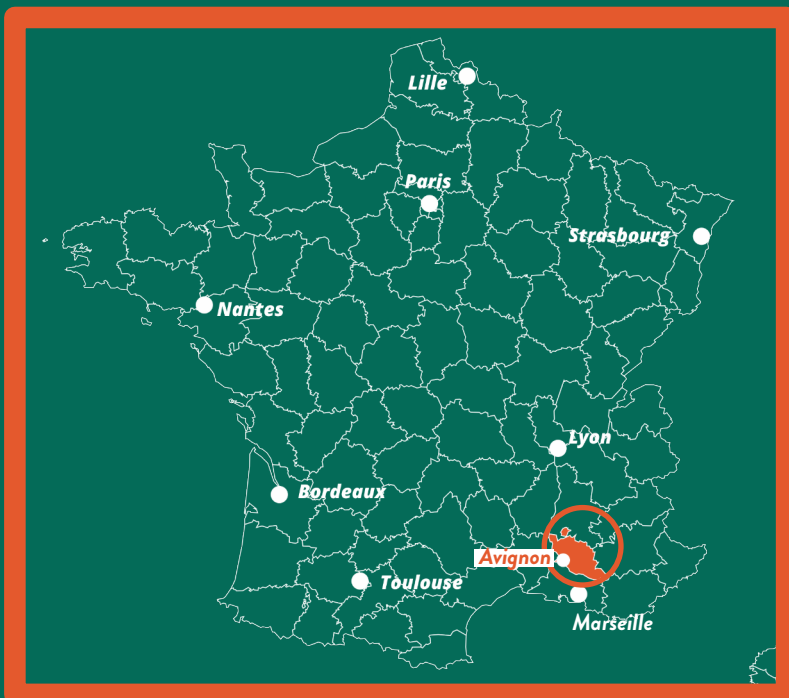 Lille
Paris
Strasbourg
Nantes
Lyon
Bordeaux
Avignon
Toulouse
Marseille